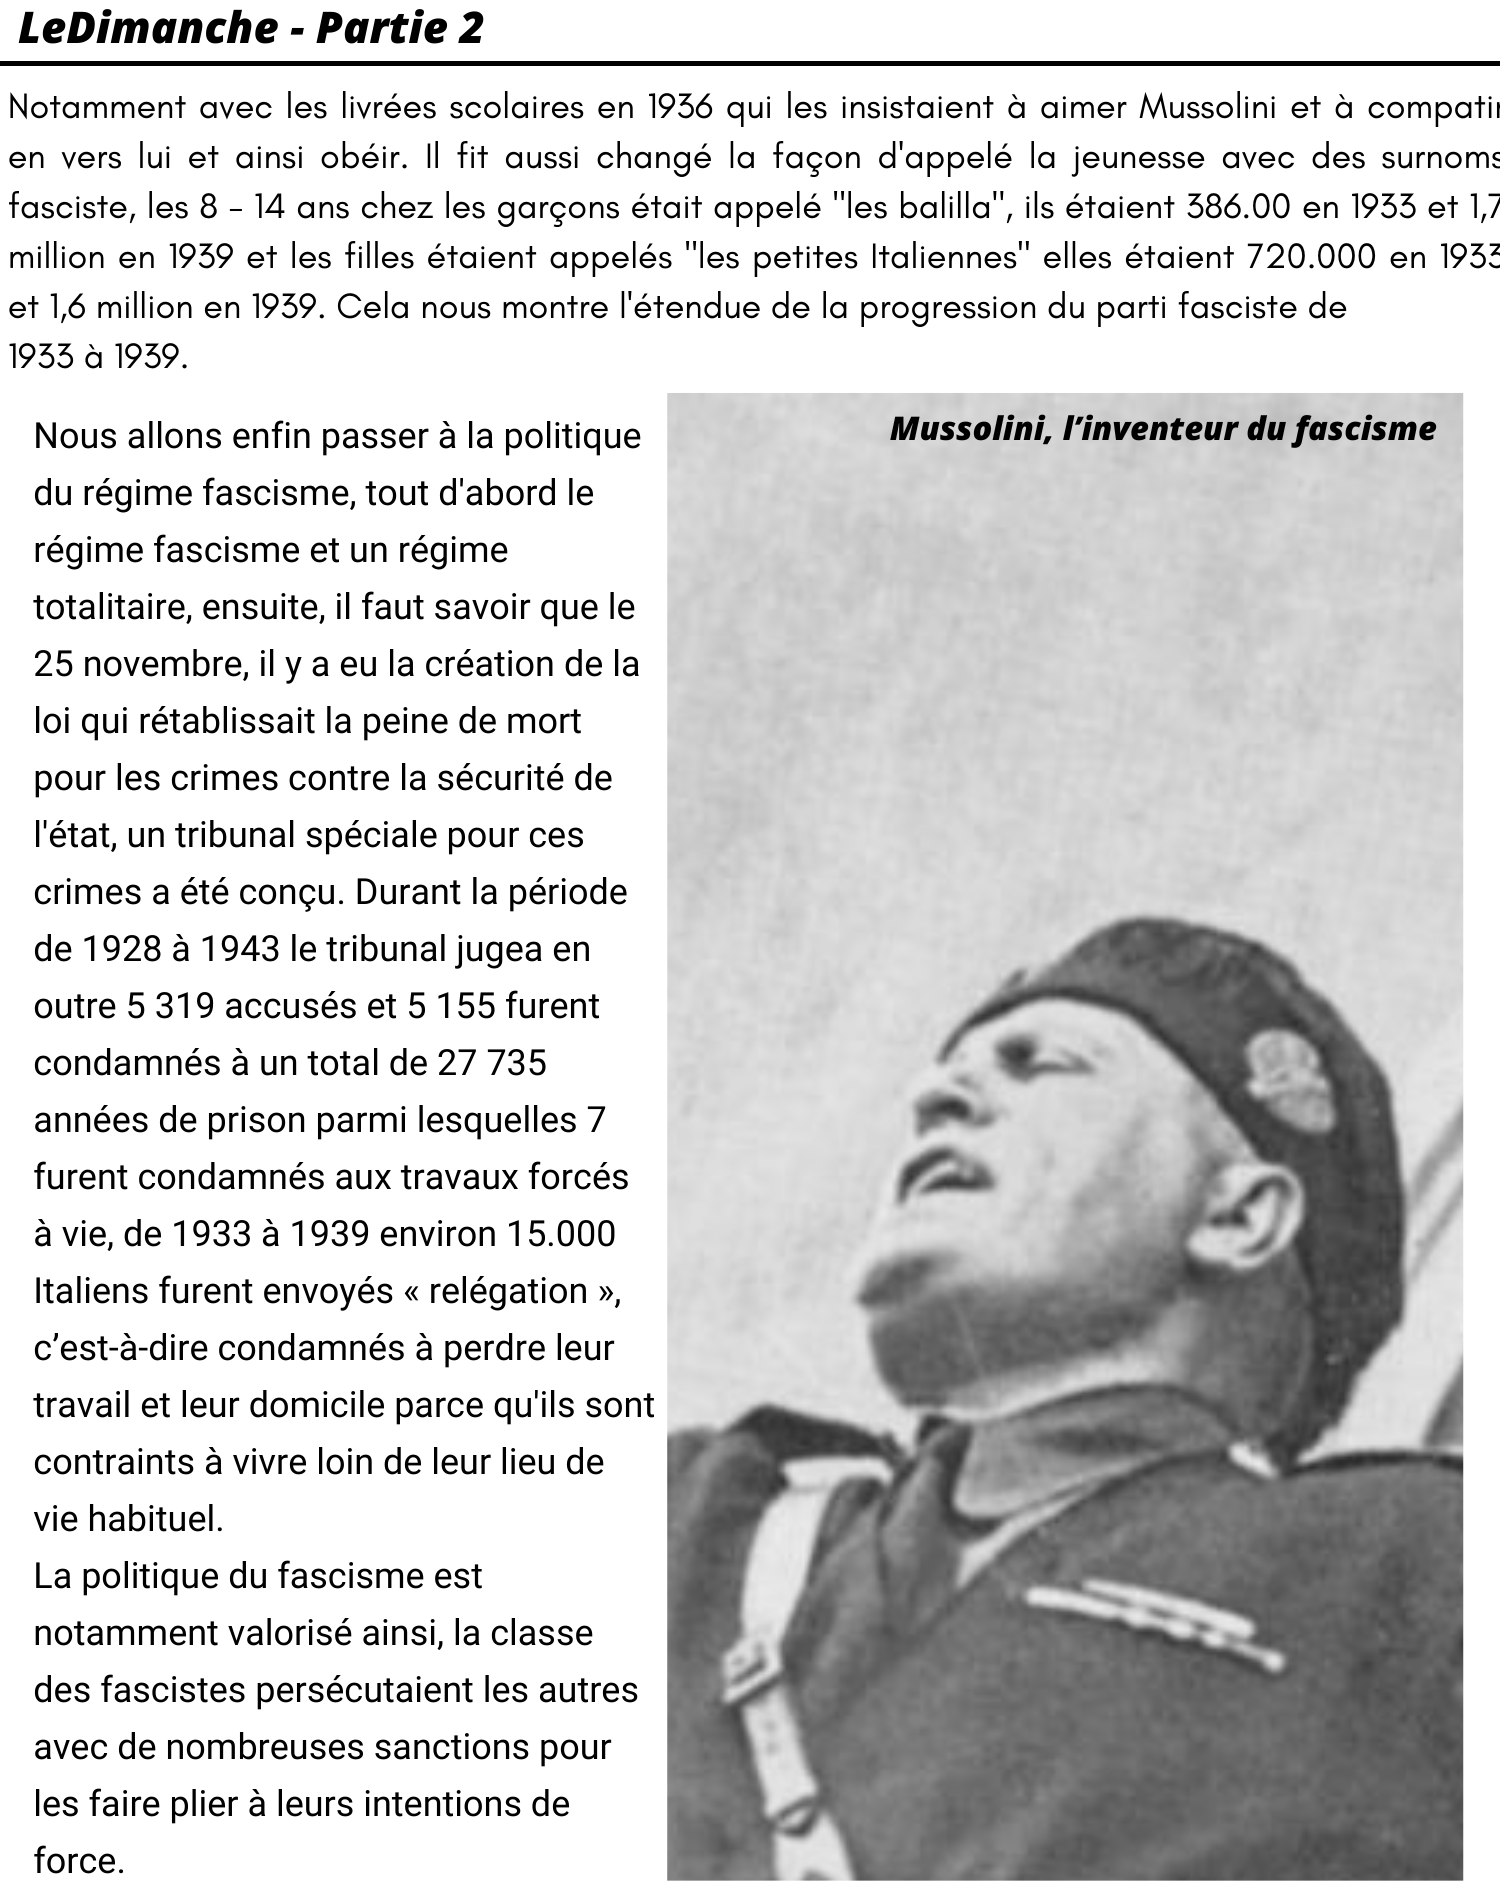 LeDimanche - Partie 2
Notamment avec les livrées scolaires en 1936 qui les insistaient à aimer Mussolini et à compatir
en vers lui et ainsi obéir. Il fit aussi changé la façon d'appelé la jeunesse avec des surnoms
fasciste, les 8 - 14 ans chez les garçons était appelé "les balilla", ils étaient 386.00 en 1933 et 1,7
million en 1939 et les filles étaient appelés "les petites Italiennes" elles étaient 720.000 en 1933
et 1,6 million en 1939. Cela nous montre l'étendue de la progression du parti fasciste de
1933 à 1939.
Nous allons enfin passer à la politique
du régime fascisme, tout d'abord le
régime fascisme et un régime
totalitaire, ensuite, il faut savoir que le
25 novembre, il y a eu la création de la
loi qui rétablissait la peine de mort
pour les crimes contre la sécurité de
l'état, un tribunal spéciale pour ces
crimes a été conçu. Durant la période
de 1928 à 1943 le tribunal jugea en
outre 5 319 accusés et 5 155 furent
condamnés à un total de 27 735
années de prison parmi lesquelles 7
furent condamnés aux travaux forcés
à vie, de 1933 à 1939 environ 15.000
Italiens furent envoyés « relégation »,
c’est-à-dire condamnés à perdre leur
travail et leur domicile parce qu'ils sont
contraints à vivre loin de leur lieu de
vie habituel.
La politique du fascisme est
notamment valorisé ainsi, la classe
des fascistes persécutaient les autres
avec de nombreuses sanctions pour
les faire plier à leurs intentions de
force.
Mussolini, l’inventeur du fascisme